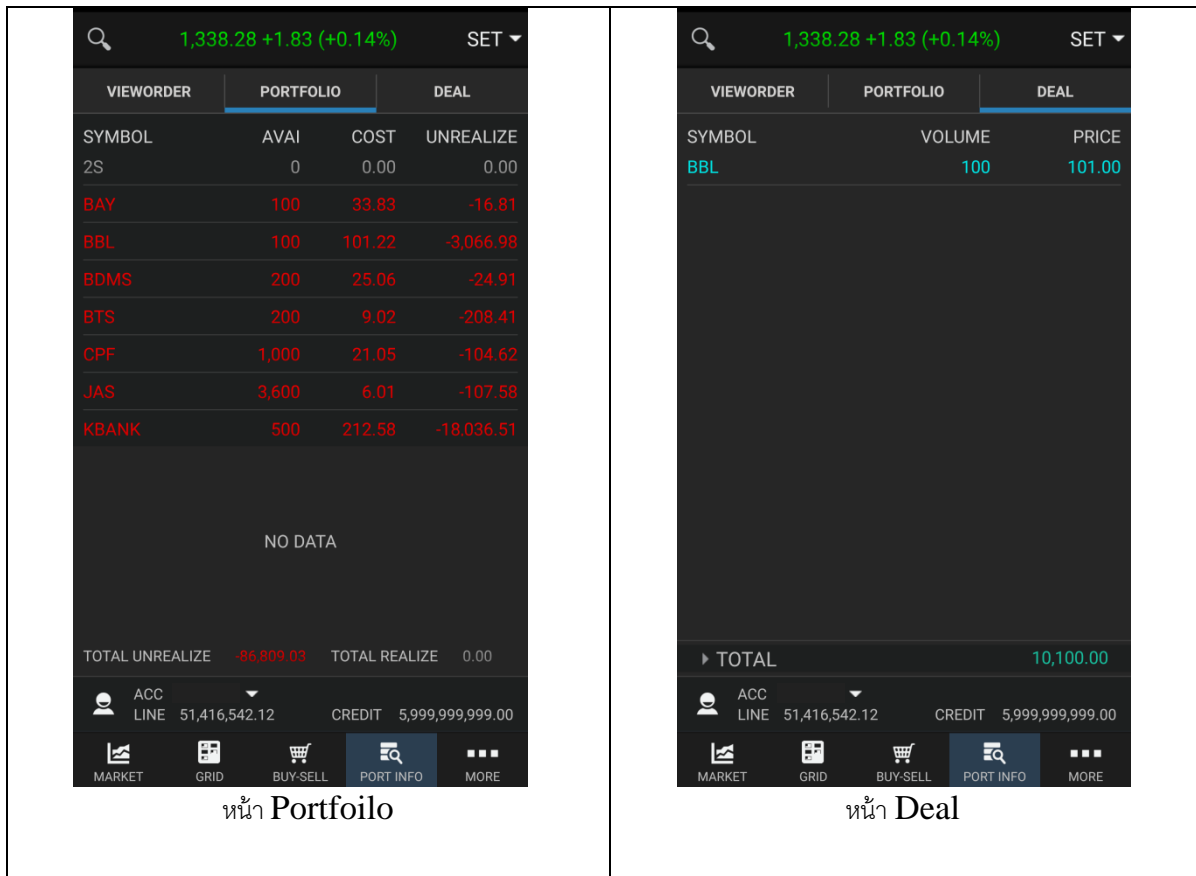 1,338.28 +1.83 (+0.14%) SET
VIEWORDER PORTFOLIO DEAL
SYMBOL AVAI COST UNREALIZE
2S 0 0.00 0.00
BAY 100 33.83 -16.81
BBL 100 101.22 -3,066.98
BDMS 200 25.06 -24.91
BTS 200 9.02 -208.41
CPF 1,000 21.05 -104.62
JAS 3,600 6.01 -107.58
KBANK 500 212.58 -18,036.51
NO DATA
TOTAL UNREALIZE -86,809.03 TOTAL REALIZE 0.00
ACC
LINE 51,416,542.12 CREDIT 5,999,999,999.00
MARKET GRID BUY-SELL PORT INFO MORE
หน้า Portfoilo
1,338.28 +1.83 (+0.14%) SET
VIEWORDER PORTFOLIO DEAL
SYMBOL VOLUME PRICE
BBL 100 101.00
TOTAL 10,100.00
ACC
LINE 51,416,542.12 CREDIT 5,999,999,999.00
MARKET GRID BUY-SELL PORT INFO MORE
หน้า Deal